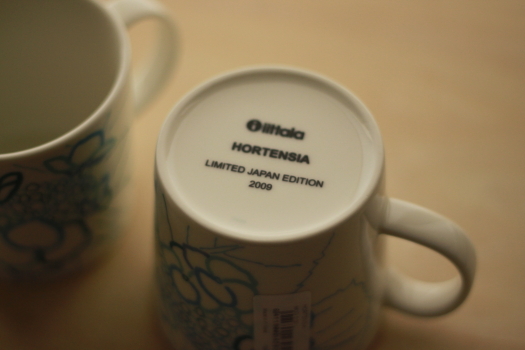 iittala
HORTENSIA
LIMITED JAPAN EDITION
2009